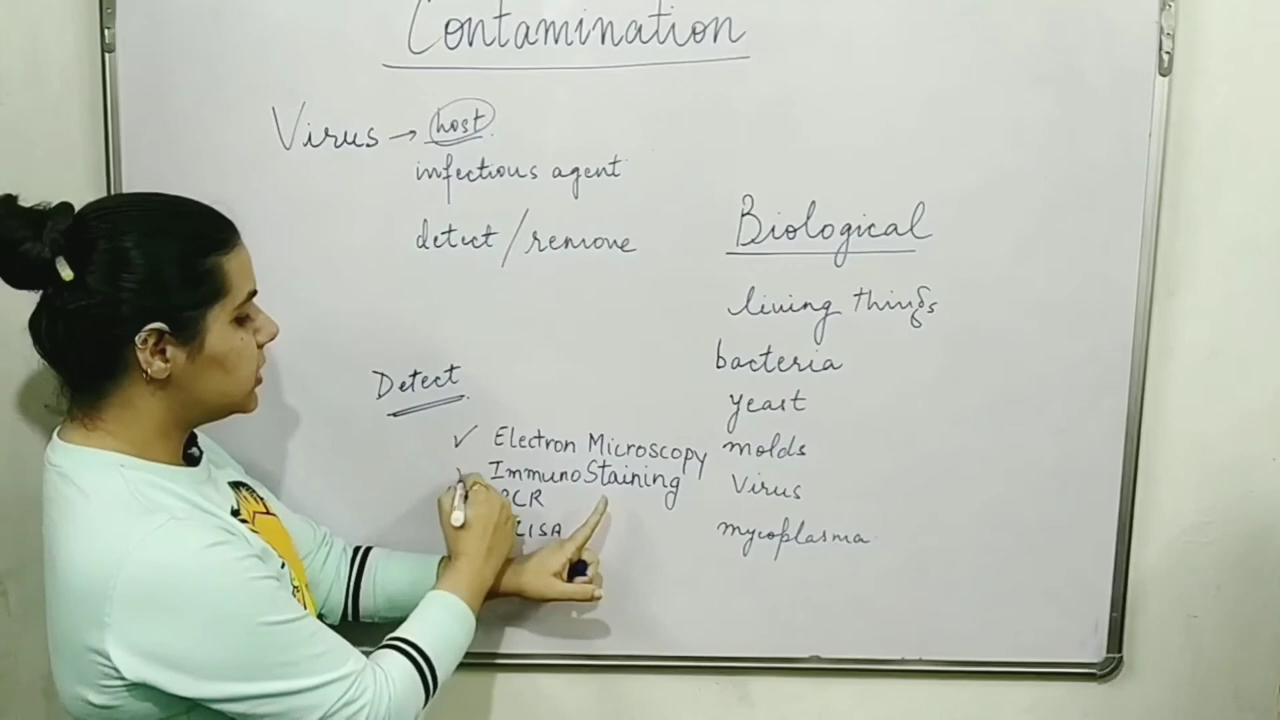 Contamination
Virus → host
infectious agent
detect / remove
Detect
✓ Electron Microscopy
ImmunoStaining
Biological
living things
bacteria
yeast
molds
Virus
mycoplasma